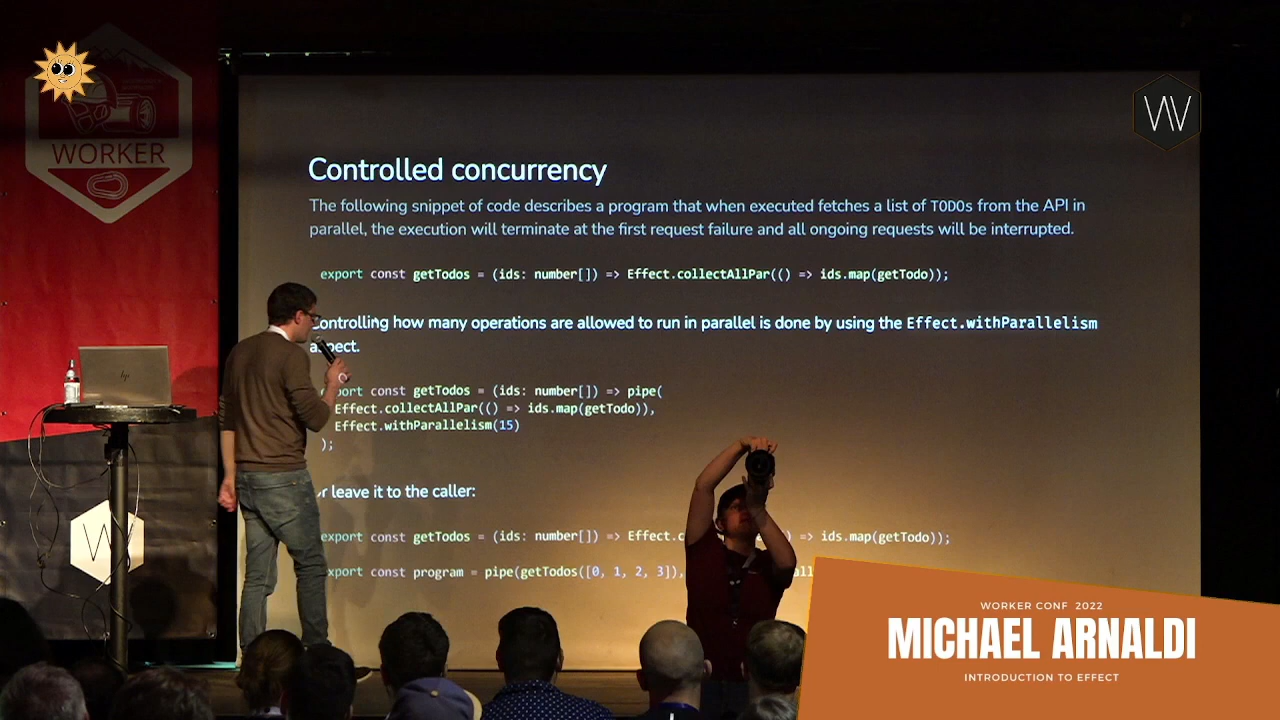 WORKER
W
Controlled concurrency
The following snippet of code describes a program that when executed fetches a list of TODOs from the API in
parallel, the execution will terminate at the first request failure and all ongoing requests will be interrupted.
export const getTodos = (ids: number[]) => Effect.collectAllPar(() => ids.map(getTodo));
Controlling how many operations are allowed to run in parallel is done by using the Effect.withParallelism
aspect.
export const getTodos = (ids: number[]) => pipe(
Effect.collectAllPar(() => ids.map(getTodo)),
Effect.withParallelism(15)
);
leave it to the caller:
export const getTodos = (ids: number[]) => => ids.map(getTodo));
const program = pipe(getTodos([0, 1, 2, 3]),
hp
W
WORKER CONF 2022
MICHAEL ARNALDI
INTRODUCTION TO EFFECT